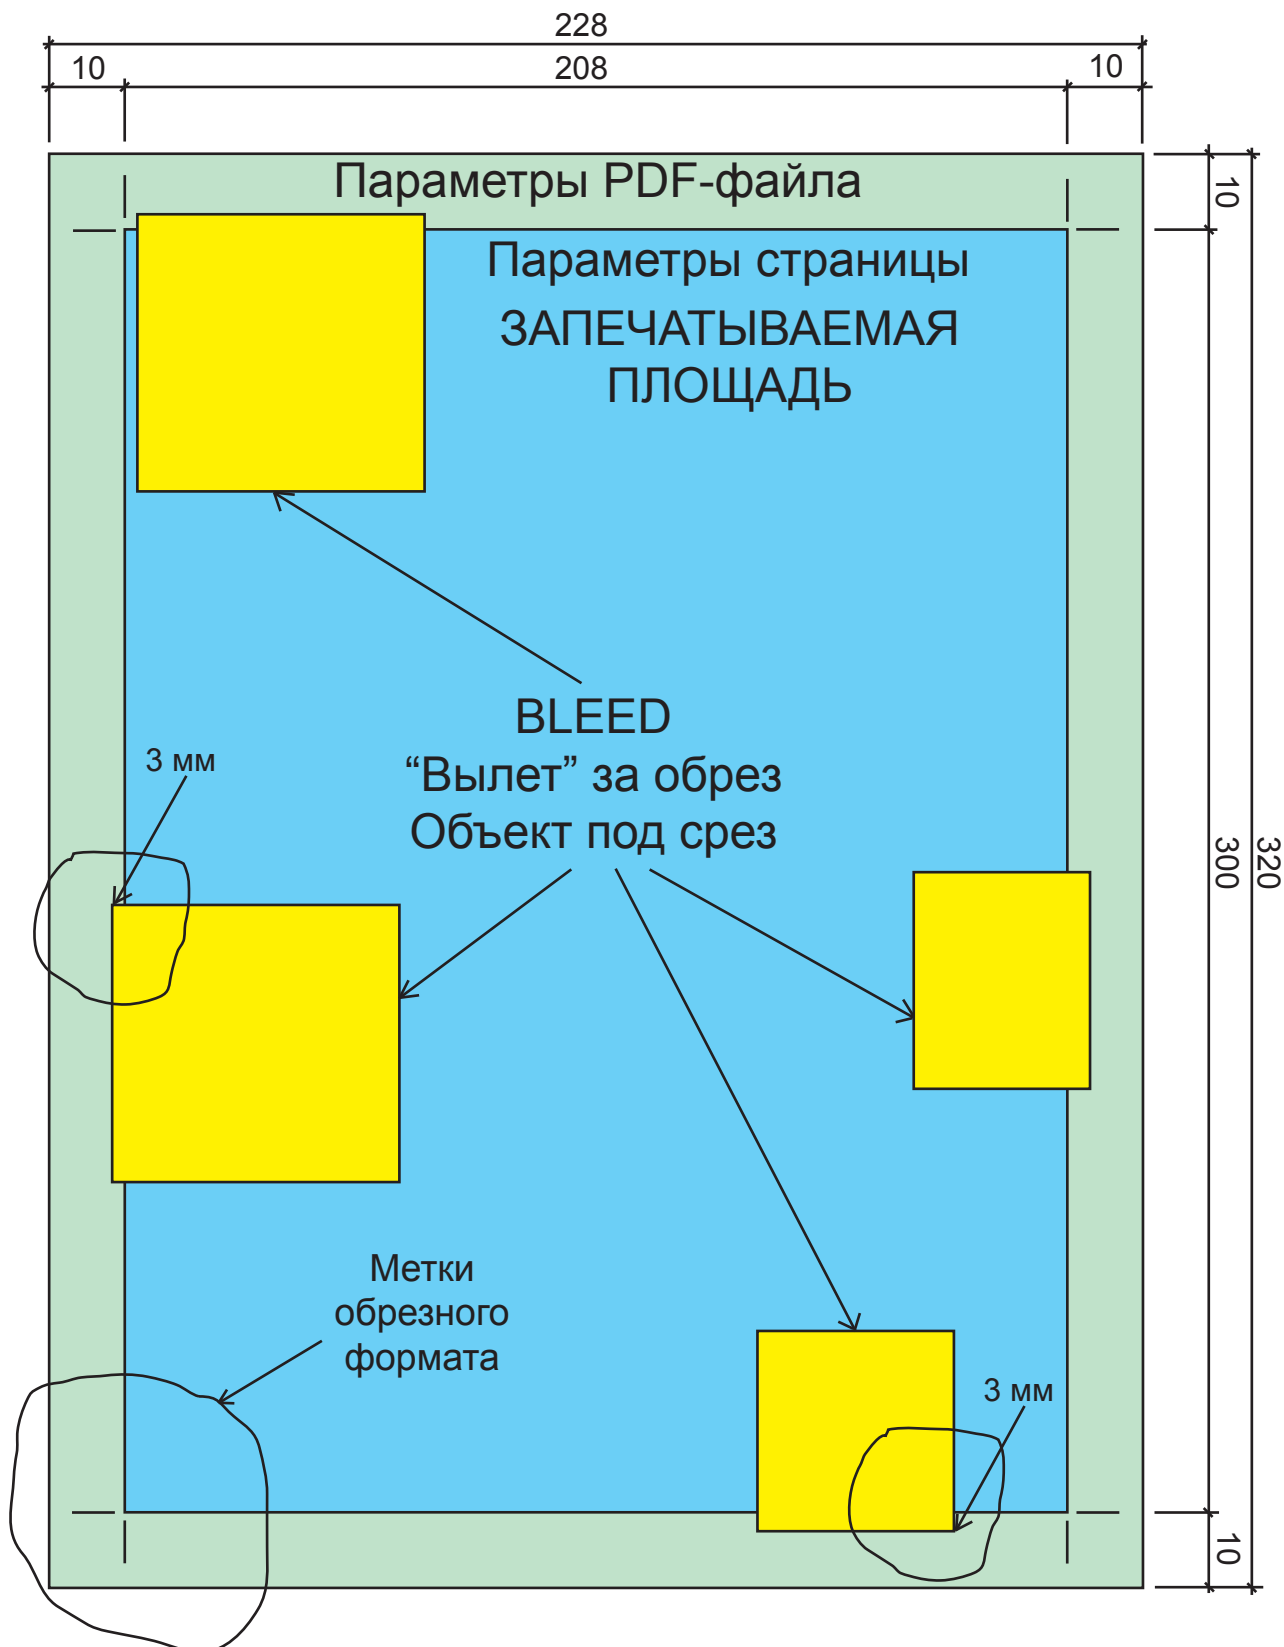 228
10
208
10
Параметры PDF-файла
10
Параметры страницы
ЗАПЕЧАТЫВАЕМАЯ
ПЛОЩАДЬ
BLEED
“Вылет” за обрез
Объект под срез
3 мм
300
320
Метки
обрезного
формата
3 мм
10